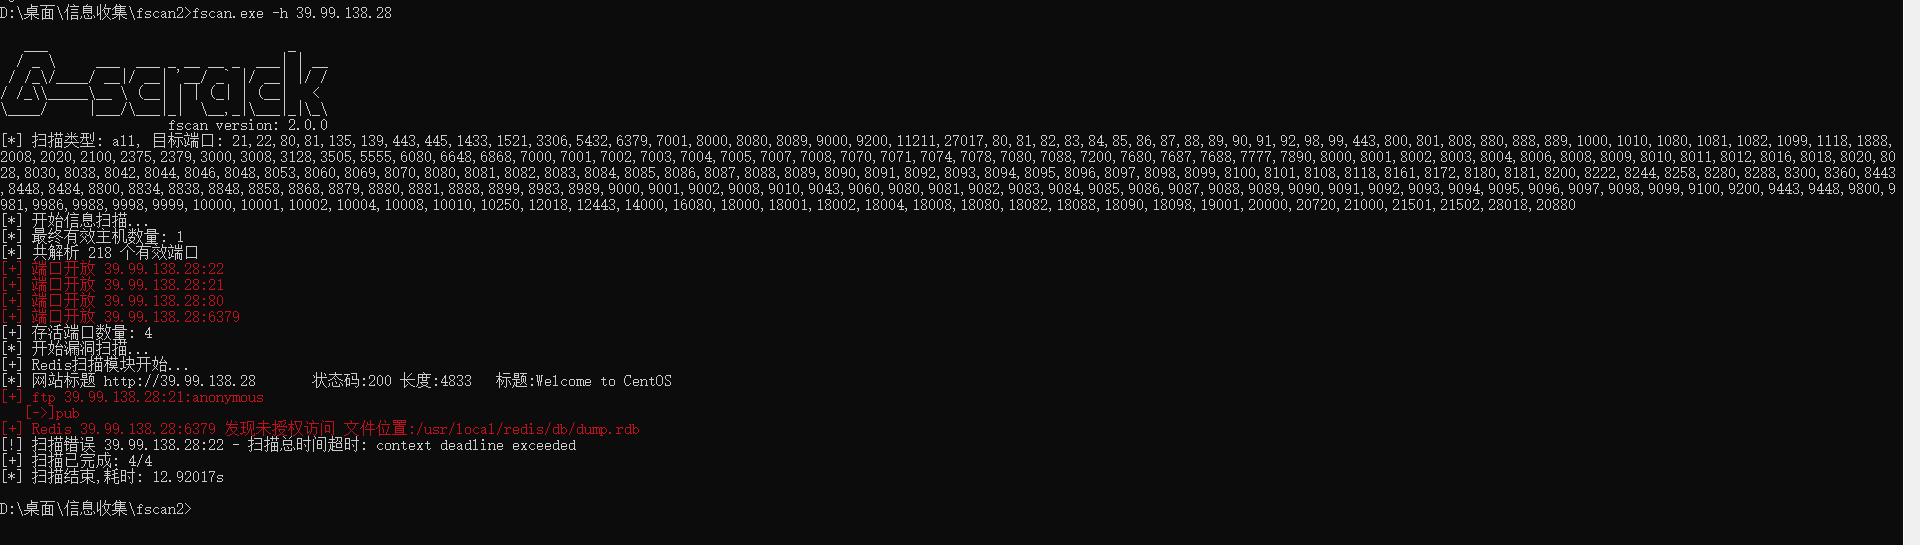 D:\桌面\信息收集\fscan2>fscan.exe -h 39.99.138.28
fscan version: 2.0.0
[*] 扫描类型: all, 目标端口: 21,22,80,81,135,139,443,445,1433,1521,3306,5432,6379,7001,8000,8080,8089,9000,9200,11211,27017,80,81,82,83,84,85,86,87,88,89,90,91,92,98,99,443,800,801,808,880,888,889,1000,1010,1080,1081,1082,1099,1118,1888,
2008,2020,2100,2375,2379,3000,3008,3128,3505,5555,6080,6648,6868,7000,7001,7002,7003,7004,7005,7007,7008,7070,7071,7074,7078,7080,7088,7200,7680,7687,7688,7777,7890,8000,8001,8002,8003,8004,8006,8008,8009,8010,8011,8012,8016,8018,8020,80
28,8030,8038,8042,8044,8046,8048,8053,8060,8069,8070,8080,8081,8082,8083,8084,8085,8086,8087,8088,8089,8090,8091,8092,8093,8094,8095,8096,8097,8098,8099,8100,8101,8108,8118,8161,8172,8180,8181,8200,8222,8244,8258,8280,8288,8300,8360,8443
,8448,8484,8800,8834,8838,8848,8858,8868,8879,8880,8881,8888,8899,8983,8989,9000,9001,9002,9008,9010,9043,9060,9080,9081,9082,9083,9084,9085,9086,9087,9088,9089,9090,9091,9092,9093,9094,9095,9096,9097,9098,9099,9100,9200,9443,9448,9800,9
981,9986,9988,9998,9999,10000,10001,10002,10004,10008,10010,10250,12018,12443,14000,16080,18000,18001,18002,18004,18008,18080,18082,18088,18090,18098,19001,20000,20720,21000,21501,21502,28018,20880
[*] 开始信息扫描...
[*] 最终有效主机数量: 1
[*] 共解析 218 个有效端口
[+] 端口开放 39.99.138.28:22
[+] 端口开放 39.99.138.28:21
[+] 端口开放 39.99.138.28:80
[+] 端口开放 39.99.138.28:6379
[+] 存活端口数量: 4
[*] 开始漏洞扫描...
[+] Redis扫描模块开始...
[*] 网站标题 http://39.99.138.28 状态码:200 长度:4833 标题:Welcome to CentOS
[+] ftp 39.99.138.28:21:anonymous
[->]pub
[+] Redis 39.99.138.28:6379 发现未授权访问 文件位置:/usr/local/redis/db/dump.rdb
[!] 扫描错误 39.99.138.28:22 - 扫描总时间超时: context deadline exceeded
[+] 扫描已完成: 4/4
[*] 扫描结束,耗时: 12.92017s
D:\桌面\信息收集\fscan2>